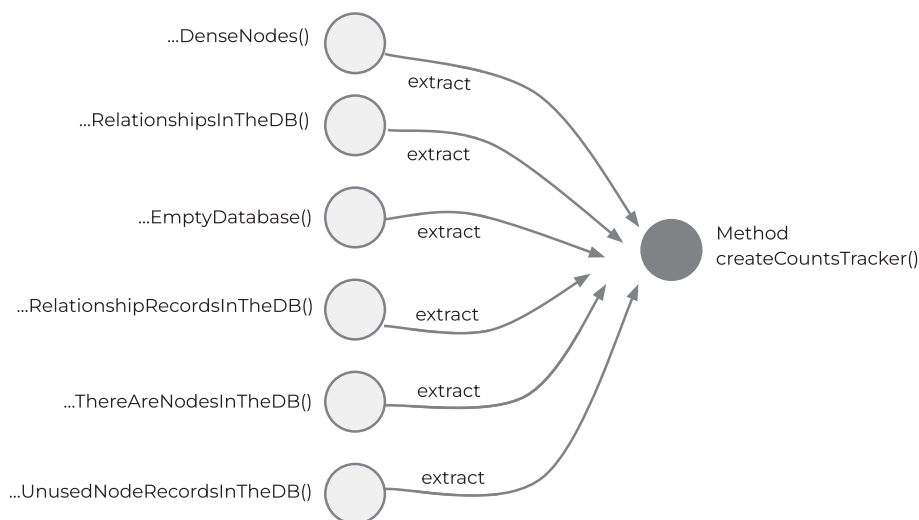 ...DenseNodes()
extract
...RelationshipsInTheDB()
extract
...EmptyDatabase()
extract
Method
createCountsTracker()
...RelationshipRecordsInTheDB()
extract
...ThereAreNodesInTheDB()
extract
...UnusedNodeRecordsInTheDB()
extract